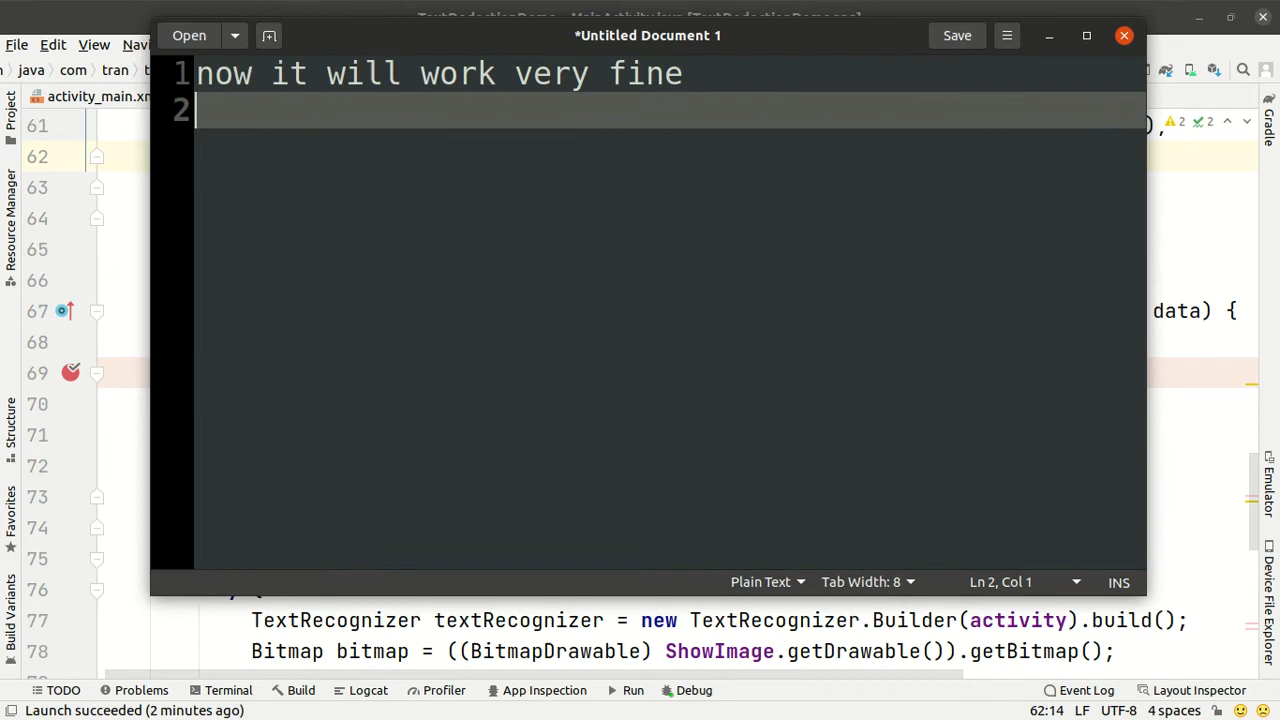 Open
*Untitled Document 1
Save
File Edit View
java com tran
activity_main.xm
1 now it will work very fine
2
61
62
63
64
65
66
67
68
69
70
71
72
73
74
75
76
77
78
2
2
),
data) {
TextRecognizer textRecognizer = new TextRecognizer.Builder(activity).build();
Bitmap bitmap = ((BitmapDrawable) ShowImage.getDrawable()).getBitmap();
Plain Text Tab Width: 8 Ln 2, Col 1 INS
Project
Resource Manager
Structure
Favorites
Build Variants
Gradle
Emulator
Device File Explorer
TODO Problems Terminal Build Logcat Profiler App Inspection Run Debug Event Log Layout Inspector
Launch succeeded (2 minutes ago) 62:14 LF UTF-8 4 spaces